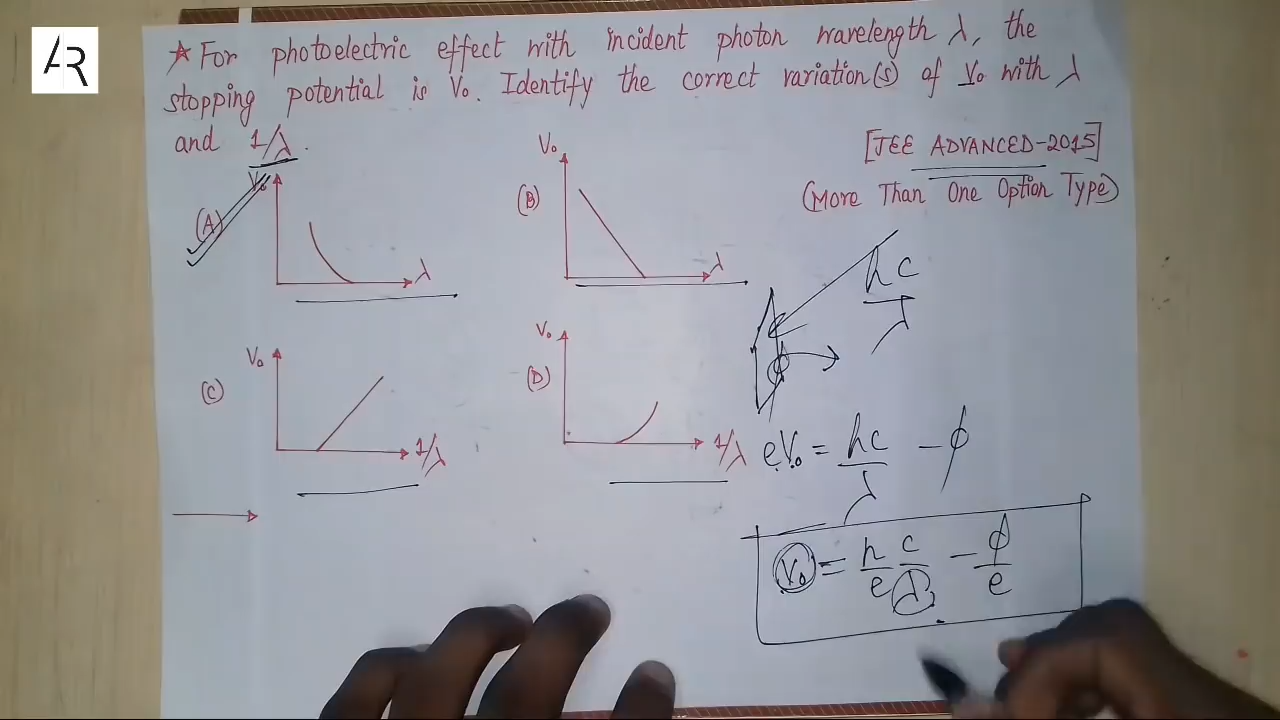 AR
★ For photoelectric effect with incident photon wavelength λ, the
stopping potential is V₀. Identify the correct variation(s) of V₀ with λ
and 1/λ.
[JEE ADVANCED-2015]
(More Than One Option Type)
(A) V₀ λ
(B) V₀ λ
(C) V₀ 1/λ
(D) V₀ 1/λ
hc/λ
ϕ
eV₀ = hc/λ - ϕ
V₀ = h/e c/λ - ϕ/e